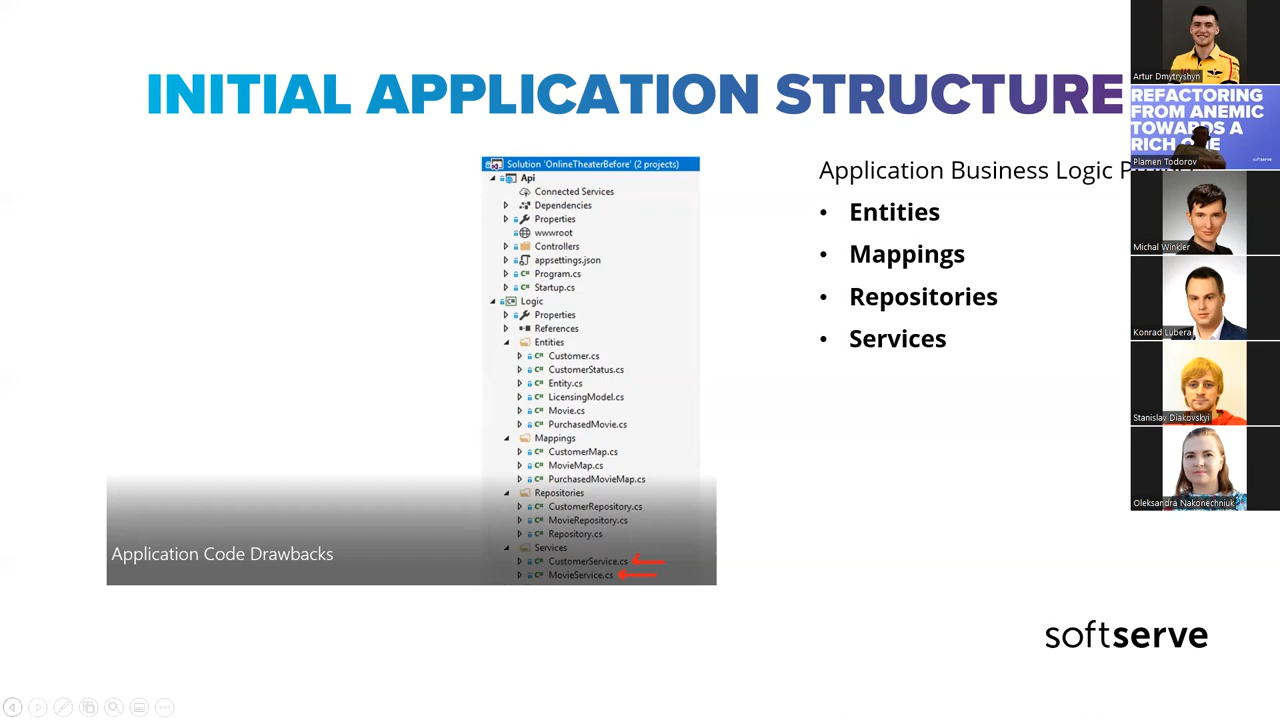 INITIAL APPLICATION STRUCTURE
Solution 'OnlineTheaterBefore' (2 projects)
Api
Connected Services
Dependencies
Properties
wwwroot
Controllers
appsettings.json
Program.cs
Startup.cs
Logic
Properties
References
Entities
Customer.cs
CustomerStatus.cs
Entity.cs
LicensingModel.cs
Movie.cs
PurchasedMovie.cs
Mappings
CustomerMap.cs
MovieMap.cs
PurchasedMovieMap.cs
Repositories
CustomerRepository.cs
MovieRepository.cs
Repository.cs
Services
CustomerService.cs
MovieService.cs
Application Code Drawbacks
Application Business Logic
• Entities
• Mappings
• Repositories
• Services
softserve
Artur Dmytryshyn
REFACTORING
FROM ANEMIC
TOWARDS A
RICH
softserve
Plamen Todorov
Michal Winkler
Konrad Lubera
Stanislav Diakovskyi
Oleksandra Nakonechniuk